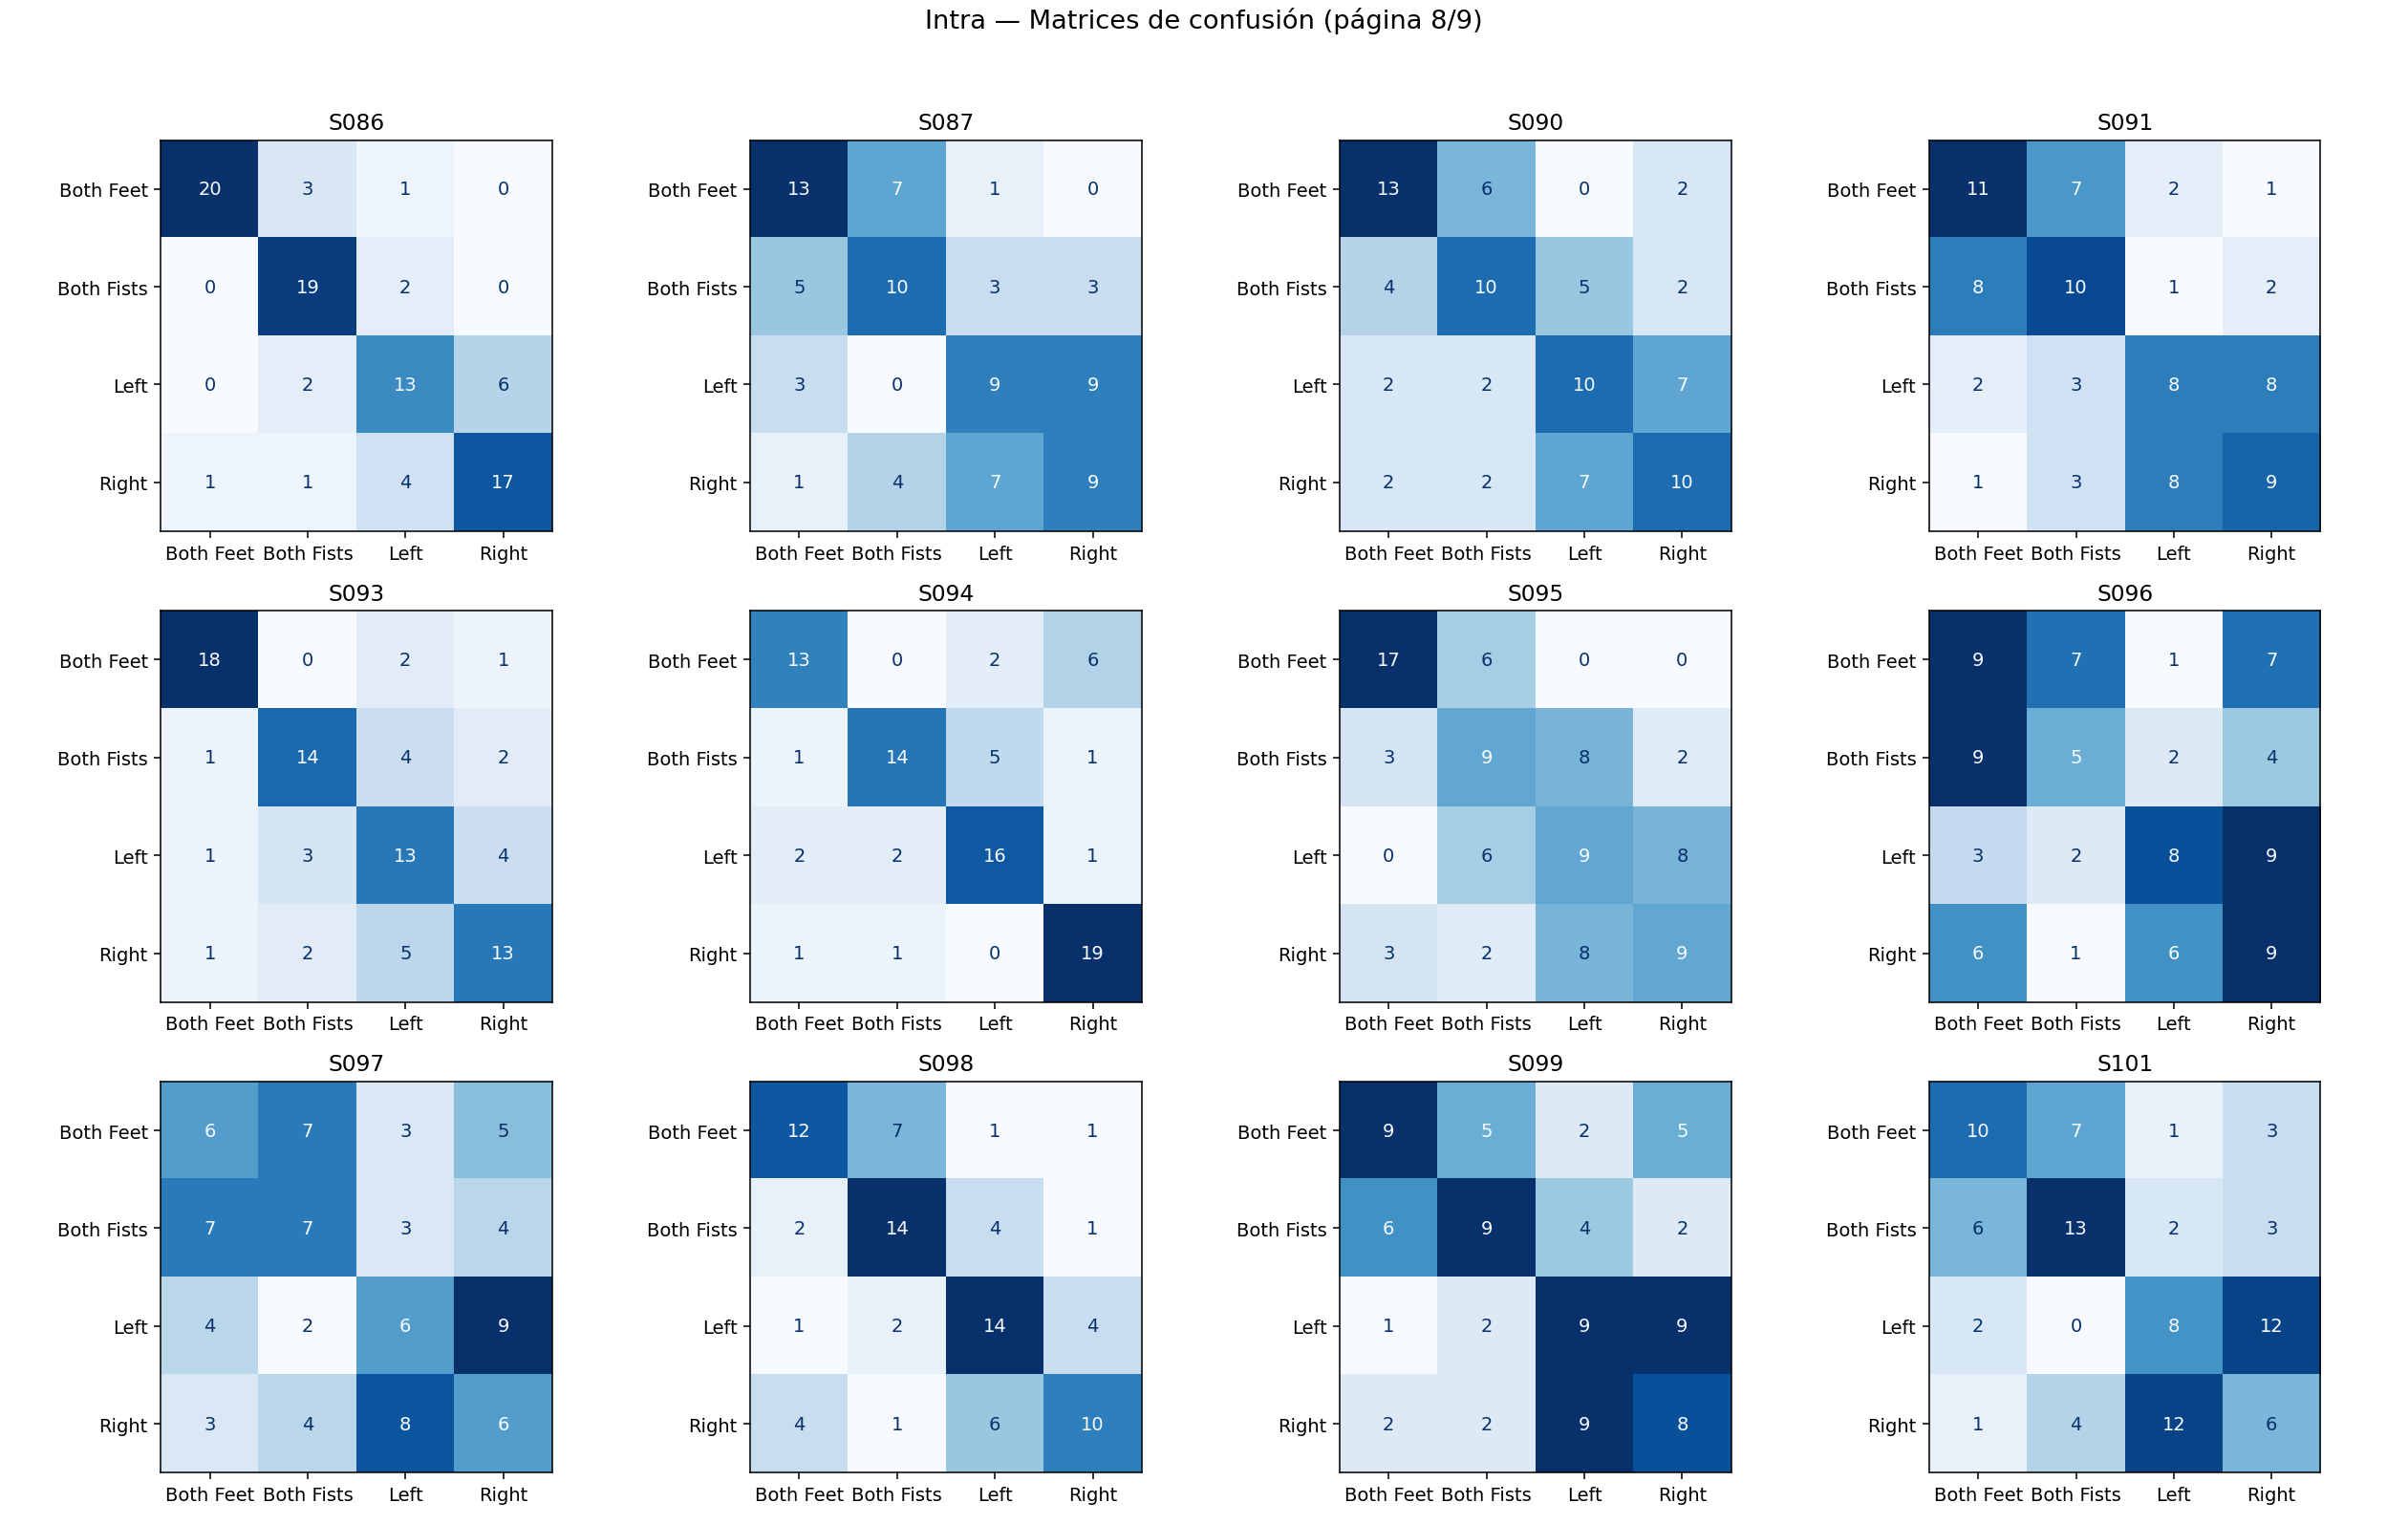 Intra — Matrices de confusión (página 8/9)
S086 S087 S090 S091
Both Feet 20 3 1 0 Both Feet 13 7 1 0 Both Feet 13 6 0 2 Both Feet 11 7 2 1
Both Fists 0 19 2 0 Both Fists 5 10 3 3 Both Fists 4 10 5 2 Both Fists 8 10 1 2
Left 0 2 13 6 Left 3 0 9 9 Left 2 2 10 7 Left 2 3 8 8
Right 1 1 4 17 Right 1 4 7 9 Right 2 2 7 10 Right 1 3 8 9
Both Feet Both Fists Left Right Both Feet Both Fists Left Right Both Feet Both Fists Left Right Both Feet Both Fists Left Right
S093 S094 S095 S096
Both Feet 18 0 2 1 Both Feet 13 0 2 6 Both Feet 17 6 0 0 Both Feet 9 7 1 7
Both Fists 1 14 4 2 Both Fists 1 14 5 1 Both Fists 3 9 8 2 Both Fists 9 5 2 4
Left 1 3 13 4 Left 2 2 16 1 Left 0 6 9 8 Left 3 2 8 9
Right 1 2 5 13 Right 1 1 0 19 Right 3 2 8 9 Right 6 1 6 9
Both Feet Both Fists Left Right Both Feet Both Fists Left Right Both Feet Both Fists Left Right Both Feet Both Fists Left Right
S097 S098 S099 S101
Both Feet 6 7 3 5 Both Feet 12 7 1 1 Both Feet 9 5 2 5 Both Feet 10 7 1 3
Both Fists 7 7 3 4 Both Fists 2 14 4 1 Both Fists 6 9 4 2 Both Fists 6 13 2 3
Left 4 2 6 9 Left 1 2 14 4 Left 1 2 9 9 Left 2 0 8 12
Right 3 4 8 6 Right 4 1 6 10 Right 2 2 9 8 Right 1 4 12 6
Both Feet Both Fists Left Right Both Feet Both Fists Left Right Both Feet Both Fists Left Right Both Feet Both Fists Left Right